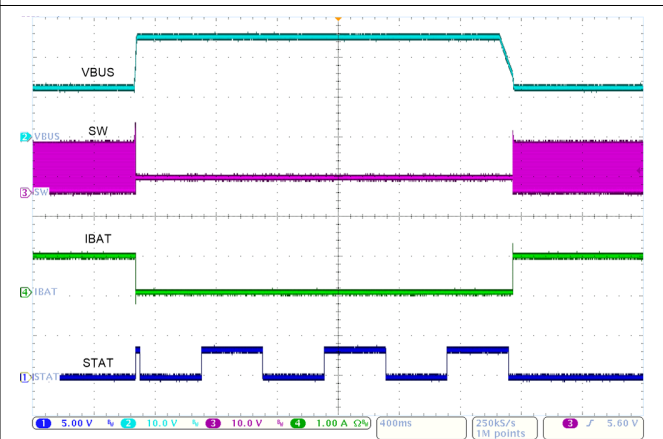 VBUS
SW
2 VBUS
3 SW
IBAT
4 IBAT
STAT
1 STAT
1 5.00 V 2 10.0 V 3 10.0 V 4 1.00 A Ω 400ms 250kS/s 3 5.60 V
1M points